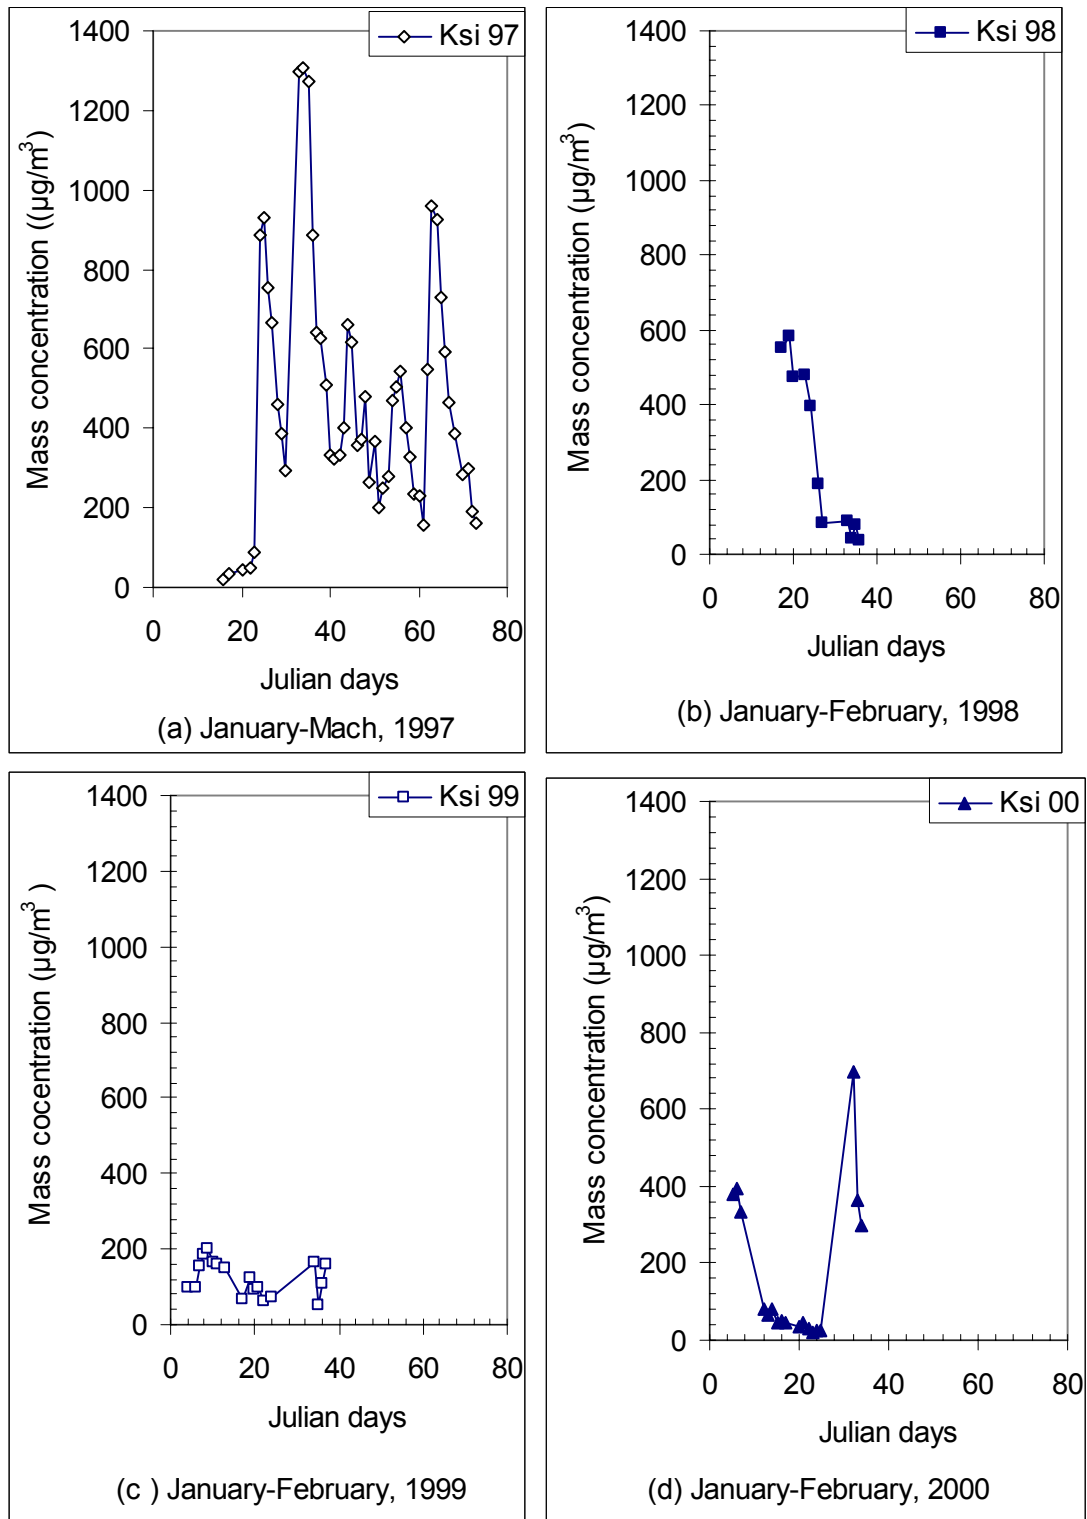 Ksi 97
1400
1200
1000
800
600
400
200
0
Mass concentration ((µg/m³)
0 20 40 60 80
Julian days
(a) January-Mach, 1997
Ksi 98
1400
1200
1000
800
600
400
200
0
Mass concentration (µg/m³)
0 20 40 60 80
Julian days
(b) January-February, 1998
Ksi 99
1400
1200
1000
800
600
400
200
0
Mass cocentration (µg/m³ )
0 20 40 60 80
Julian days
(c ) January-February, 1999
Ksi 00
1400
1200
1000
800
600
400
200
0
Mass concentration (µg/m³)
0 20 40 60 80
Julian days
(d) January-February, 2000